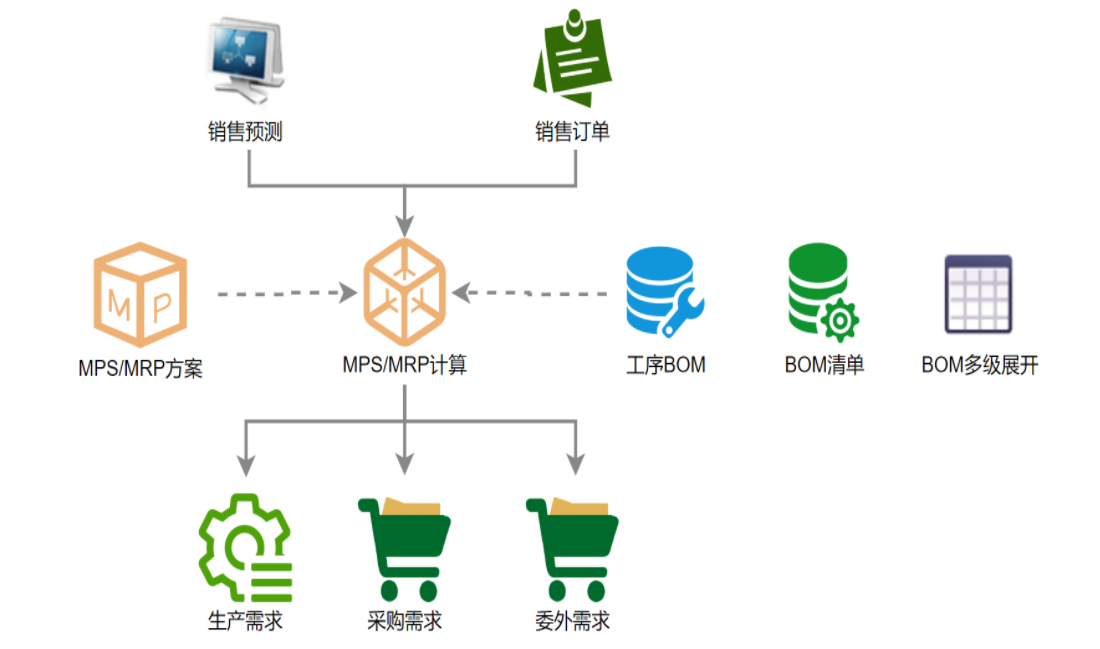 销售预测
销售订单
M P
MPS/MRP方案
MPS/MRP计算
工序BOM
BOM清单
BOM多级展开
生产需求
采购需求
委外需求